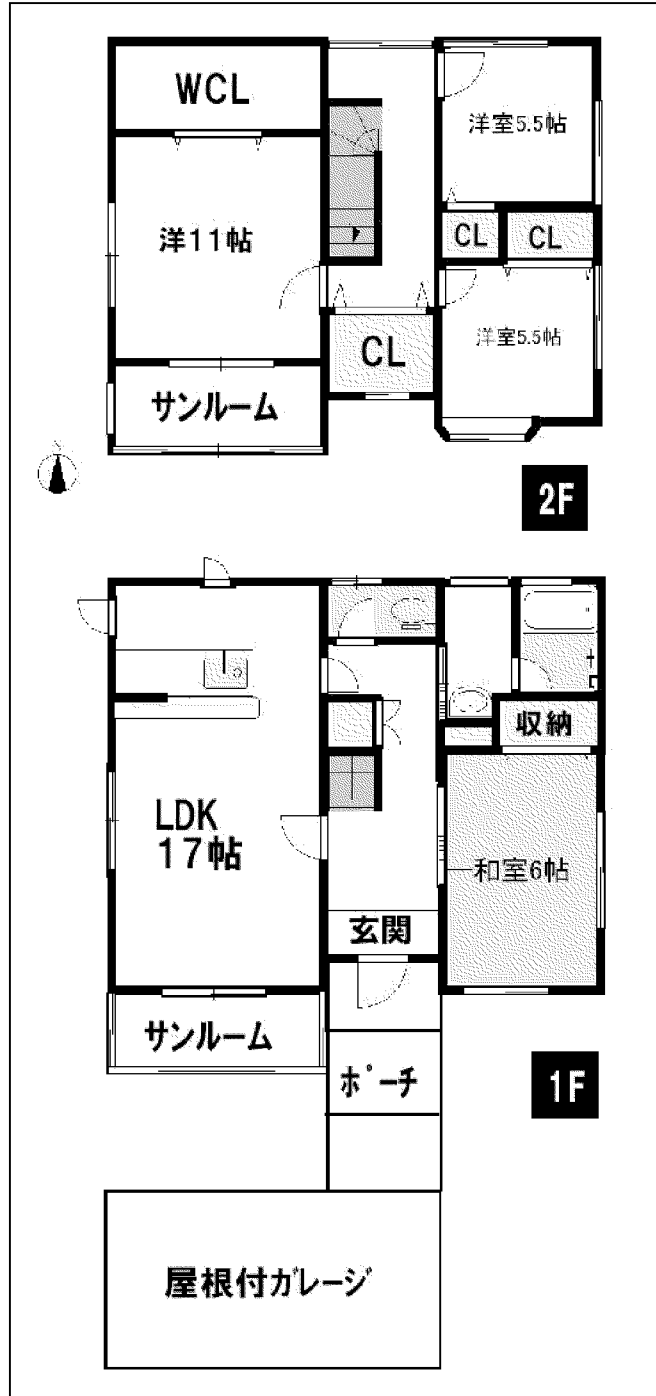 WCL
洋室5.5帖
洋11帖
CL
CL
洋室5.5帖
CL
サンルーム
N
2F
収納
LDK
17帖
和室6帖
玄関
サンルーム
ポーチ
1F
屋根付ガレージ